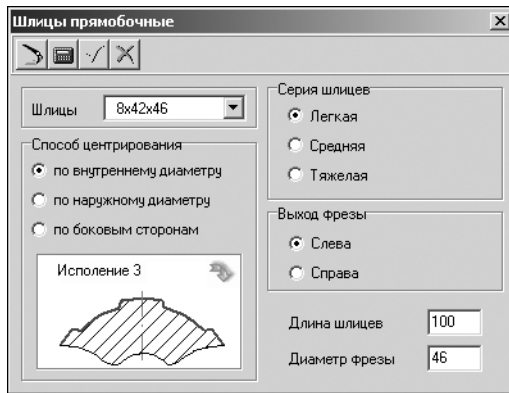 Шлицы прямобочные
Шлицы 8x42x46
Способ центрирования
по внутреннему диаметру
по наружному диаметру
по боковым сторонам
Исполение 3
Серия шлицев
Легкая
Средняя
Тяжелая
Выход фрезы
Слева
Справа
Длина шлицев 100
Диаметр фрезы 46